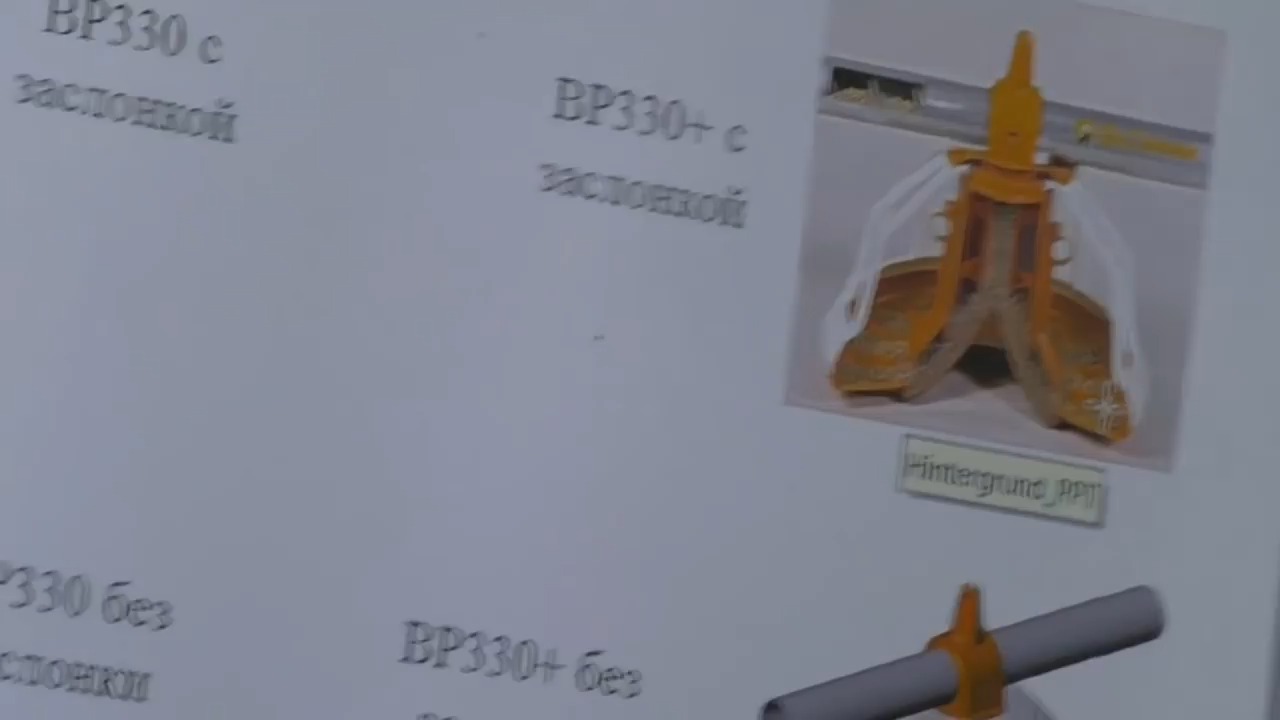 BP330 с
заслонкой
BP330+ с
заслонкой
Hintergrund_PPT
P330 без
слонки
BP330+ без